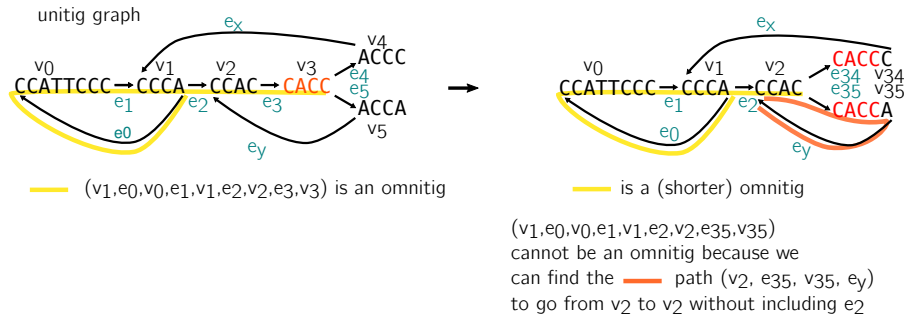 unitig graph
ex
v4
ACCC
v0
v1
v2
v3
CCATTCCC
CCCA
CCAC
CACC
e4
e5
e1
e2
e3
ACCA
v5
e0
ey
(v1,e0,v0,e1,v1,e2,v2,e3,v3) is an omnitig
ex
CACCC
v0
v1
v2
e34
v34
e35
v35
CCATTCCC
CCCA
CCAC
e1
e2
CACCA
e0
ey
is a (shorter) omnitig
(v1,e0,v0,e1,v1,e2,v2,e35,v35)
cannot be an omnitig because we
can find the path (v2, e35, v35, ey)
to go from v2 to v2 without including e2